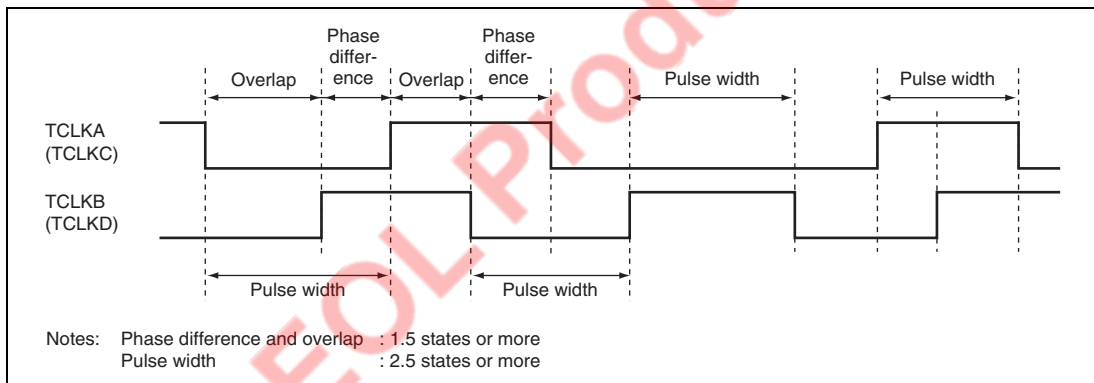 Phase differ- ence
Phase differ- ence
Overlap
Overlap
Pulse width
Pulse width
TCLKA
(TCLKC)
TCLKB
(TCLKD)
Pulse width
Pulse width
Notes: Phase difference and overlap : 1.5 states or more
Pulse width : 2.5 states or more
EOL Produ